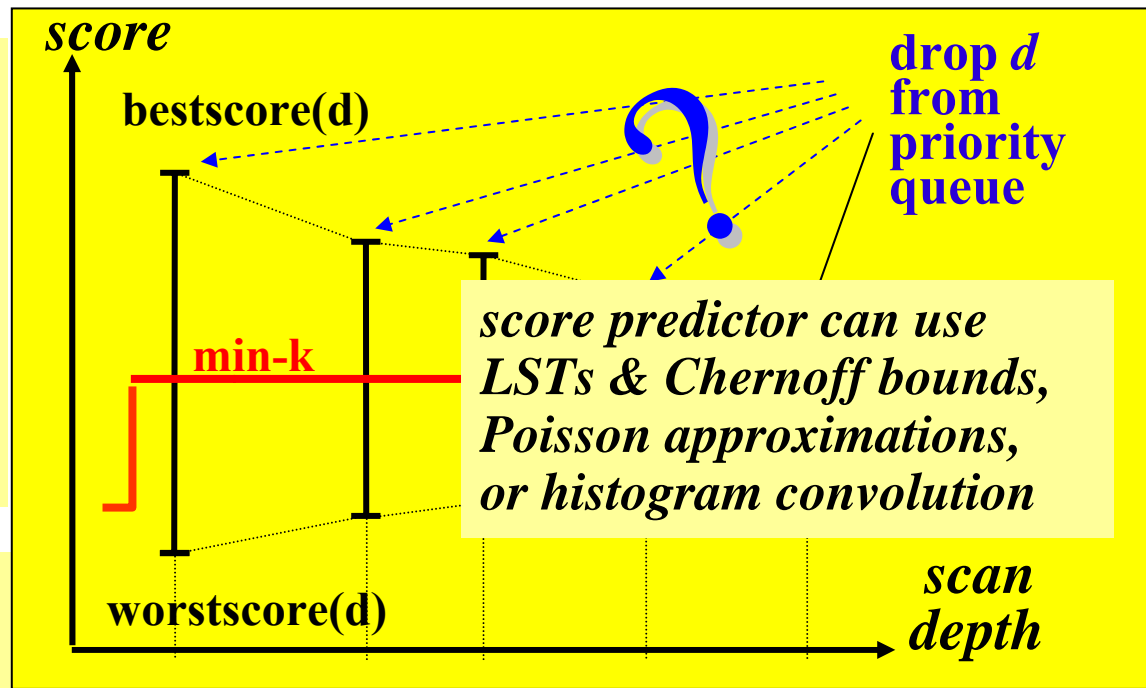 score
bestscore(d)
drop d
from
priority
queue
min-k
score predictor can use
LSTs & Chernoff bounds,
Poisson approximations,
or histogram convolution
worstscore(d)
scan
depth
?